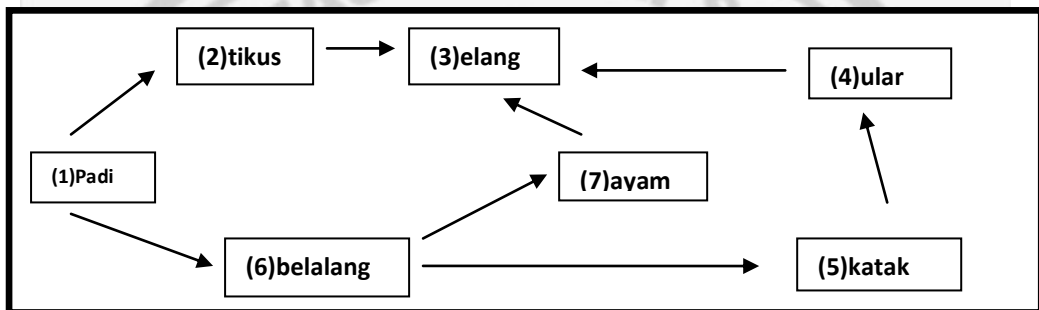 (2)tikus
(3)elang
(4)ular
(1)Padi
(7)ayam
(6)belalang
(5)katak